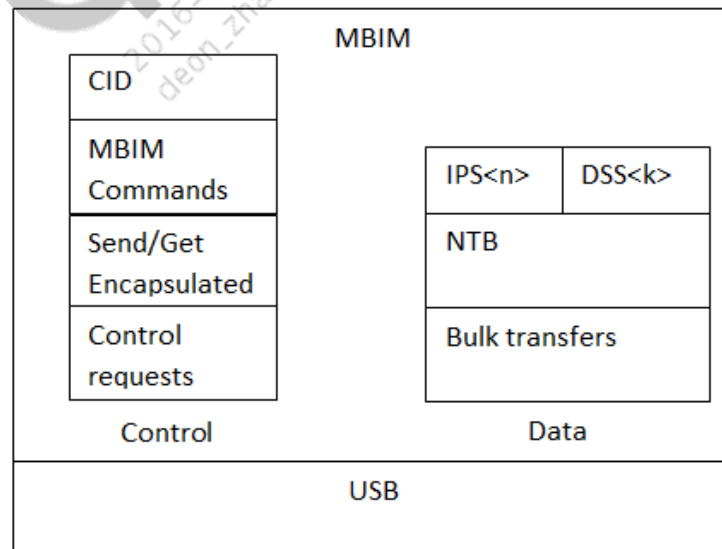 MBIM
CID
MBIM
Commands
Send/Get
Encapsulated
Control
requests
Control
IPS<n>
DSS<k>
NTB
Bulk transfers
Data
USB